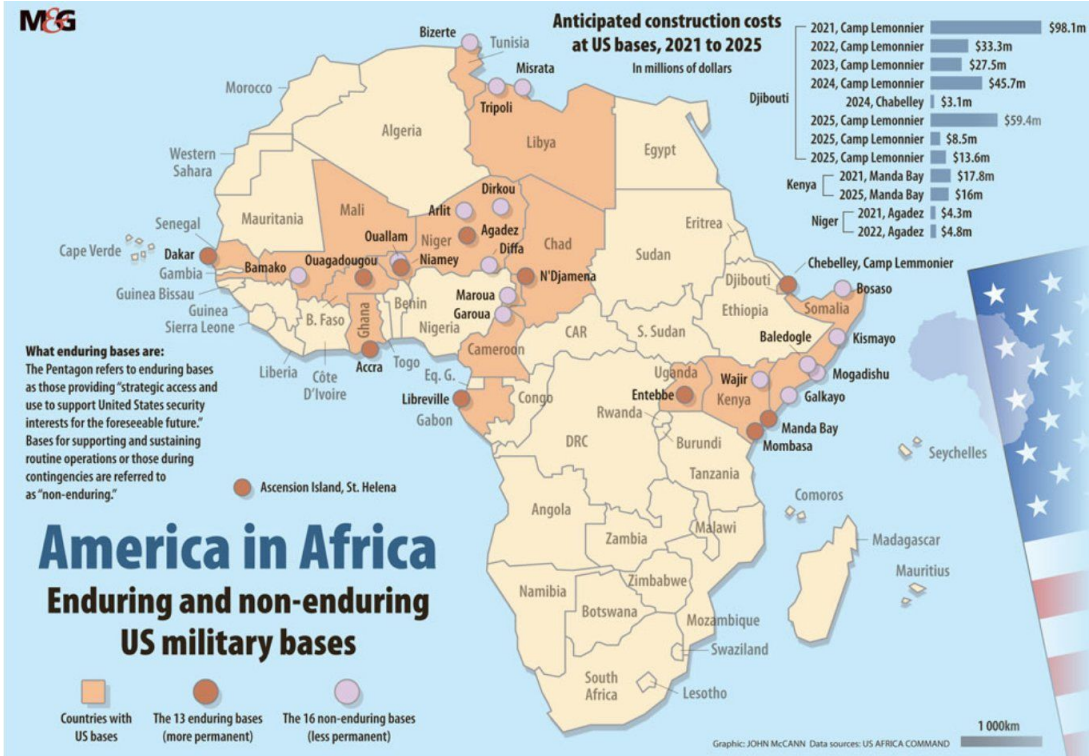 M&G
Anticipated construction costs
at US bases, 2021 to 2025
In millions of dollars
Djibouti
2021, Camp Lemonnier $98.1m
2022, Camp Lemonnier $33.3m
2023, Camp Lemonnier $27.5m
2024, Camp Lemonnier $45.7m
2024, Chabelley $3.1m
2025, Camp Lemonnier $59.4m
2025, Camp Lemonnier $8.5m
2025, Camp Lemonnier $13.6m
Kenya
2021, Manda Bay $17.8m
2025, Manda Bay $16m
Niger
2021, Agadez $4.3m
2022, Agadez $4.8m
Bizerte
Tunisia
Misrata
Tripoli
Morocco
Algeria
Libya
Egypt
Western
Sahara
Mauritania
Mali
Dirkou
Arlit
Agadez
Niger
Chad
Sudan
Eritrea
Senegal
Cape Verde
Dakar
Gambia
Bamako
Ouallam
Ouagadougou
Niamey
Diffa
N'Djamena
Guinea Bissau
Guinea
Sierra Leone
B. Faso
Ghana
Benin
Nigeria
Maroua
Garoua
Djibouti
Chebelley, Camp Lemmonier
Bosaso
Somalia
Ethiopia
CAR
S. Sudan
Liberia
Côte
D'Ivoire
Accra
Togo
Cameroon
Eq. G.
Baledogle
Kismayo
Mogadishu
Galkayo
Libreville
Gabon
Congo
Uganda
Entebbe
Wajir
Kenya
Manda Bay
Mombasa
Rwanda
Burundi
DRC
Tanzania
Seychelles
What enduring bases are:
The Pentagon refers to enduring bases
as those providing “strategic access and
use to support United States security
interests for the foreseeable future.”
Bases for supporting and sustaining
routine operations or those during
contingencies are referred to
as “non-enduring.”
Ascension Island, St. Helena
Angola
Zambia
Malawi
Comoros
Madagascar
Mauritius
Namibia
Zimbabwe
Botswana
Mozambique
Swaziland
South
Africa
Lesotho
America in Africa
Enduring and non-enduring
US military bases
Countries with
US bases
The 13 enduring bases
(more permanent)
The 16 non-enduring bases
(less permanent)
1 000km
Graphic: JOHN McCANN Data sources: US AFRICA COMMAND